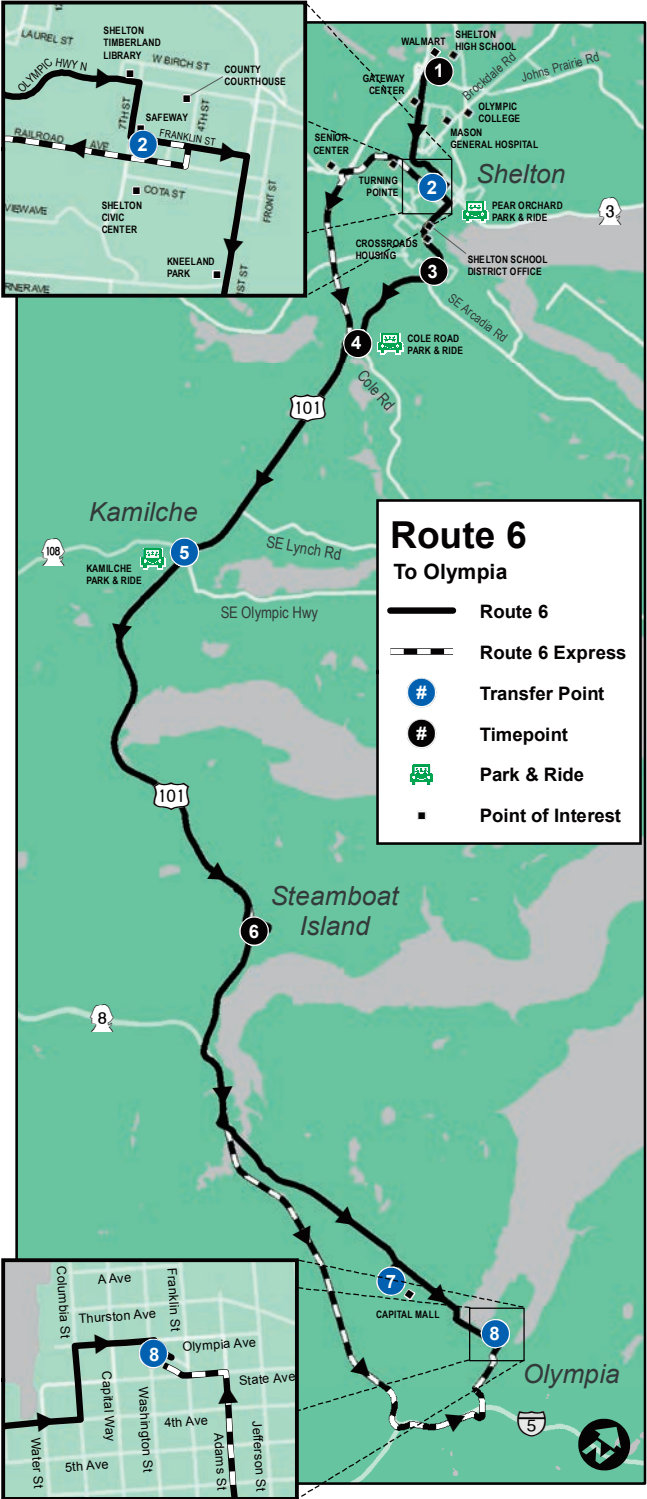 LAUREL ST
SHELTON
TIMBERLAND
LIBRARY
W BIRCH ST
OLYMPIC HWY N
COUNTY
COURTHOUSE
7TH ST
4TH ST
SAFEWAY
2
FRANKLIN ST
RAILROAD AVE
COTA ST
FRONT ST
SHELTON
CIVIC
CENTER
VIEW AVE
KNEELAND
PARK
1ST ST
RNER AVE
WALMART
SHELTON
HIGH SCHOOL
1
Brockdale Rd
Johns Prairie Rd
GATEWAY
CENTER
OLYMPIC
COLLEGE
MASON
GENERAL HOSPITAL
SENIOR
CENTER
Shelton
TURNING
POINTE
2
PEAR ORCHARD
PARK & RIDE
3
CROSSROADS
HOUSING
SHELTON SCHOOL
DISTRICT OFFICE
3
SE Arcadia Rd
4
COLE ROAD
PARK & RIDE
Cole Rd
101
Kamilche
108
KAMILCHE
PARK & RIDE
5
SE Lynch Rd
SE Olympic Hwy
Route 6
To Olympia
Route 6
Route 6 Express
# Transfer Point
# Timepoint
Park & Ride
Point of Interest
101
Steamboat
Island
6
8
7
CAPITAL MALL
8
Olympia
5
Columbia St
A Ave
Franklin St
Thurston Ave
8
Olympia Ave
State Ave
Capital Way
Washington St
4th Ave
Adams St
Jefferson St
Water St
5th Ave
N